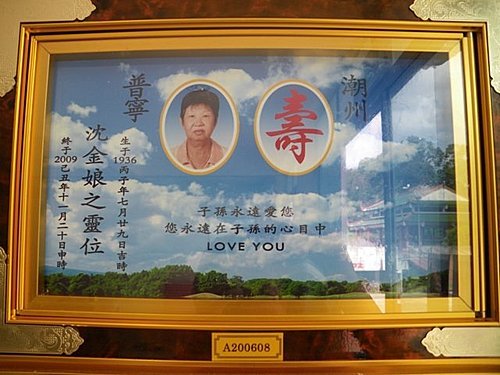 潮州
壽
普寧
生于1936丙子年七月廿九日吉時
沈金娘之靈位
終于2009己丑年十一月二十日申時
子孫永遠愛您
您永遠在子孫的心目中
LOVE YOU
A200608